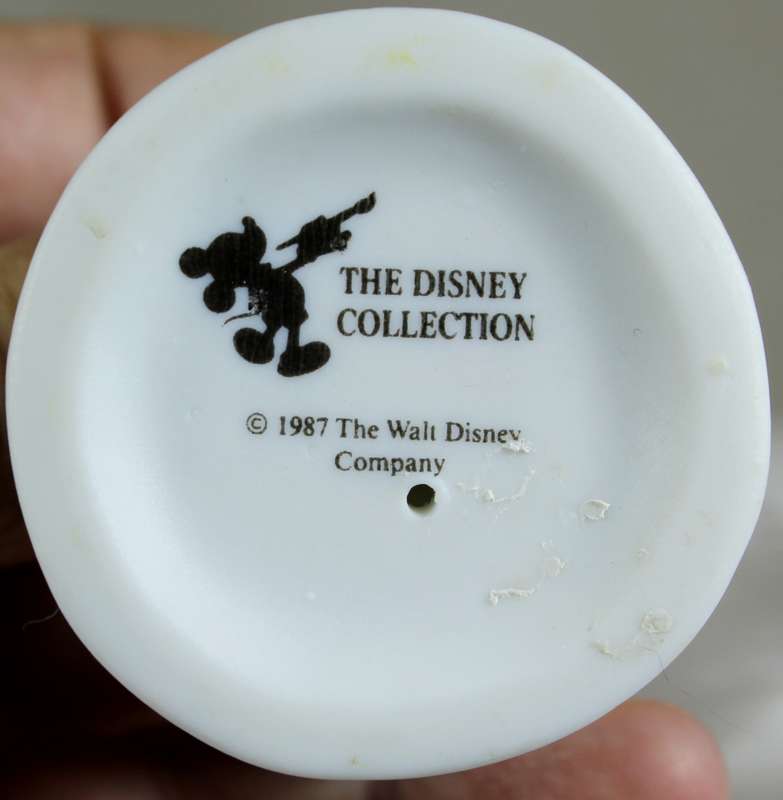 THE DISNEY
COLLECTION
© 1987 The Walt Disney
Company